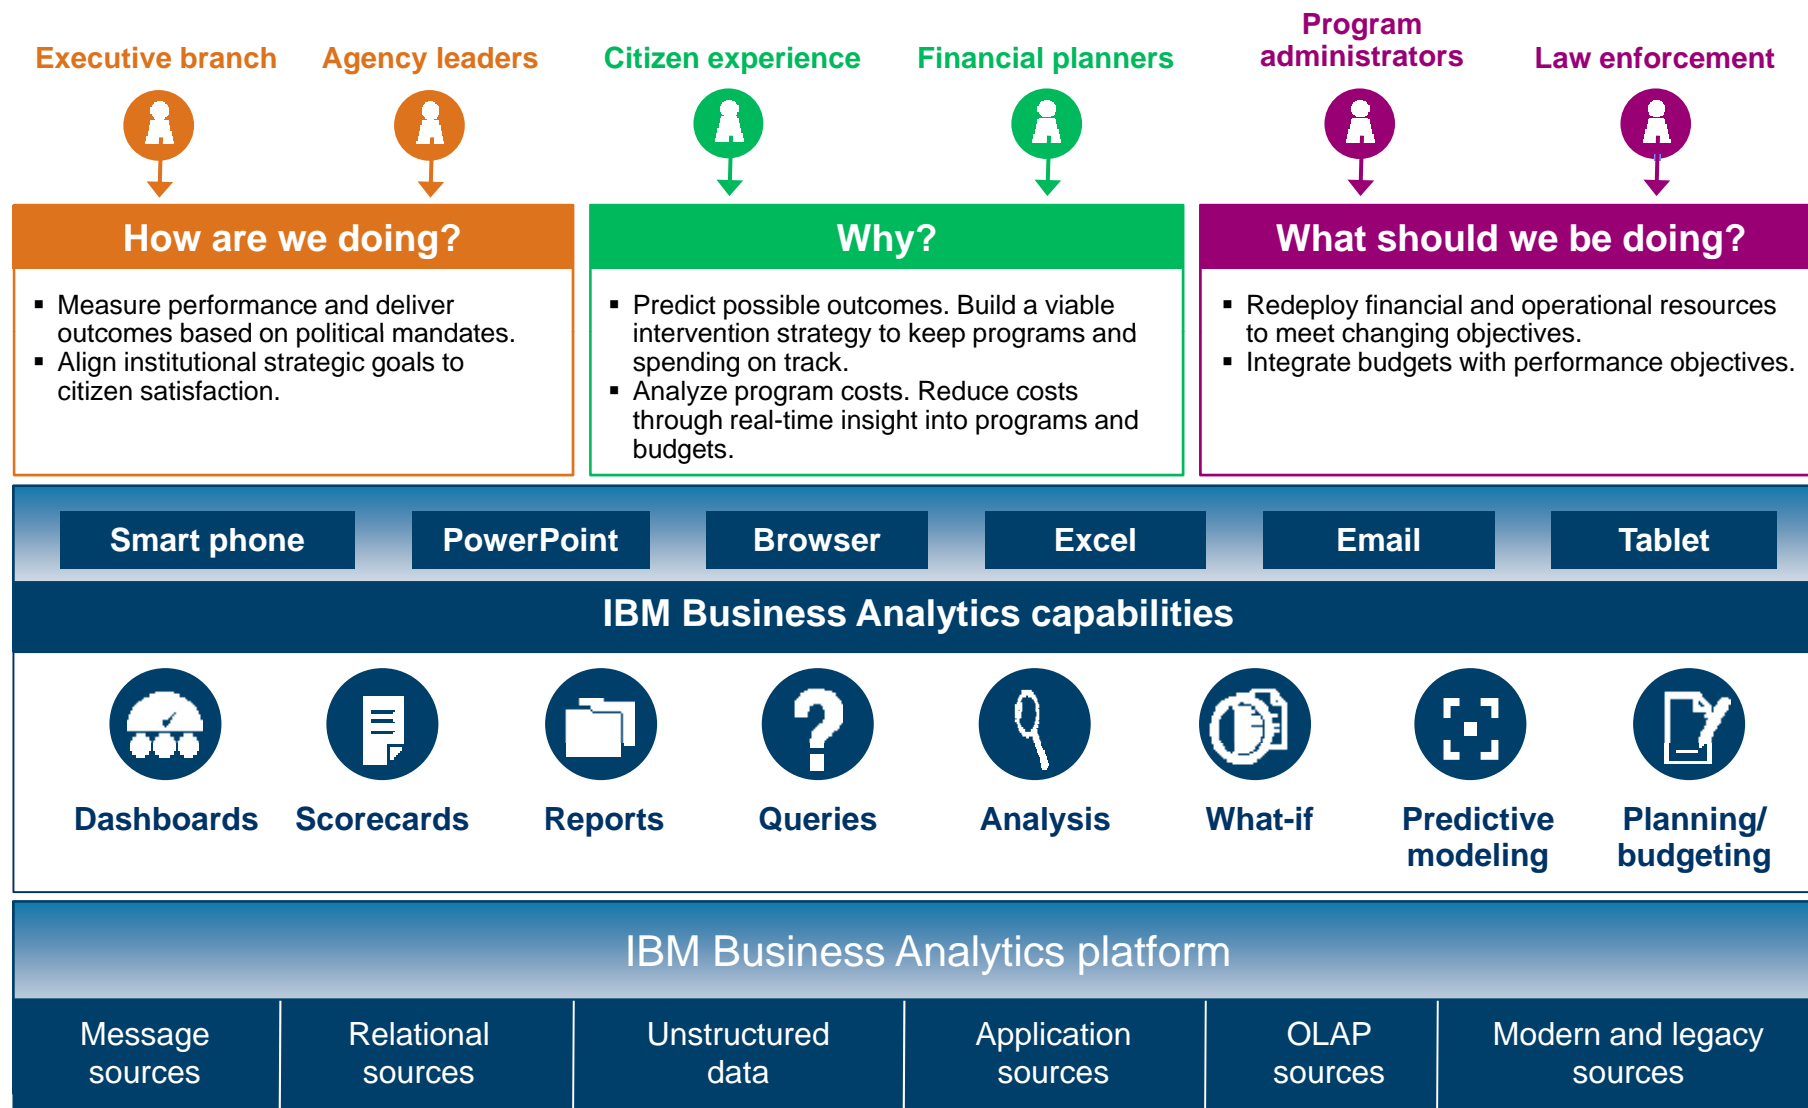 Executive branch
Agency leaders
Citizen experience
Financial planners
Program
administrators
Law enforcement
How are we doing?
▪ Measure performance and deliver
outcomes based on political mandates.
▪ Align institutional strategic goals to
citizen satisfaction.
Why?
▪ Predict possible outcomes. Build a viable
intervention strategy to keep programs and
spending on track.
▪ Analyze program costs. Reduce costs
through real-time insight into programs and
budgets.
What should we be doing?
▪ Redeploy financial and operational resources
to meet changing objectives.
▪ Integrate budgets with performance objectives.
Smart phone
PowerPoint
Browser
Excel
Email
Tablet
IBM Business Analytics capabilities
Dashboards
Scorecards
Reports
Queries
Analysis
What-if
Predictive
modeling
Planning/
budgeting
IBM Business Analytics platform
Message
sources
Relational
sources
Unstructured
data
Application
sources
OLAP
sources
Modern and legacy
sources